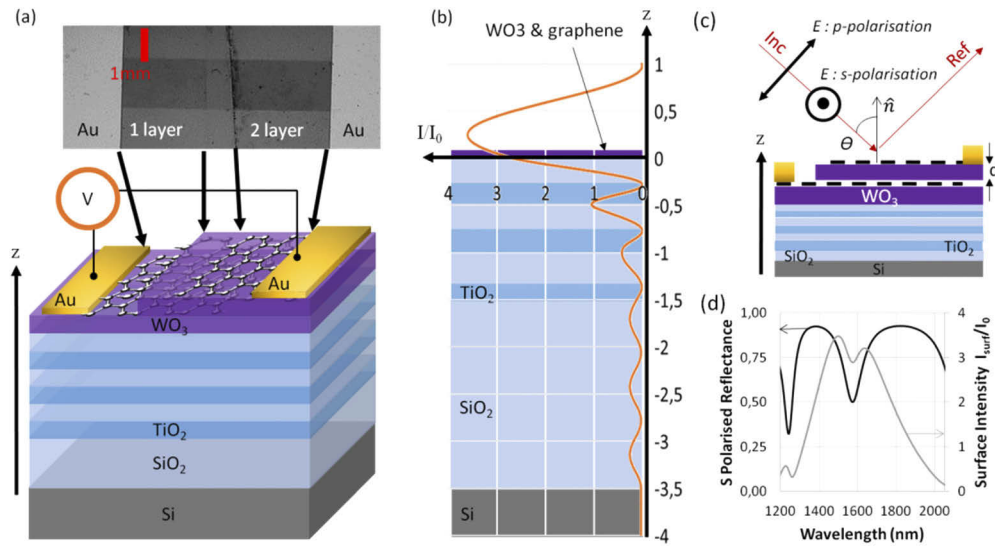 (a)
1mm
Au
1 layer
2 layer
Au
V
z
Au
Au
WO3
TiO2
SiO2
Si
(b)
WO3 & graphene
z
I/I0
1
0,5
0
-0,5
-1
-1,5
-2
-2,5
-3
-3,5
-4
4
3
2
1
0
TiO2
SiO2
Si
(c)
E : p-polarisation
Inc
E : s-polarisation
Ref
n̂
Θ
z
d
WO3
SiO2
TiO2
Si
(d)
S Polarised Reflectance
1,00
0,75
0,50
0,25
0,00
4
3
2
1
0
Surface Intensity Isurf/I0
1200 1400 1600 1800 2000
Wavelength (nm)